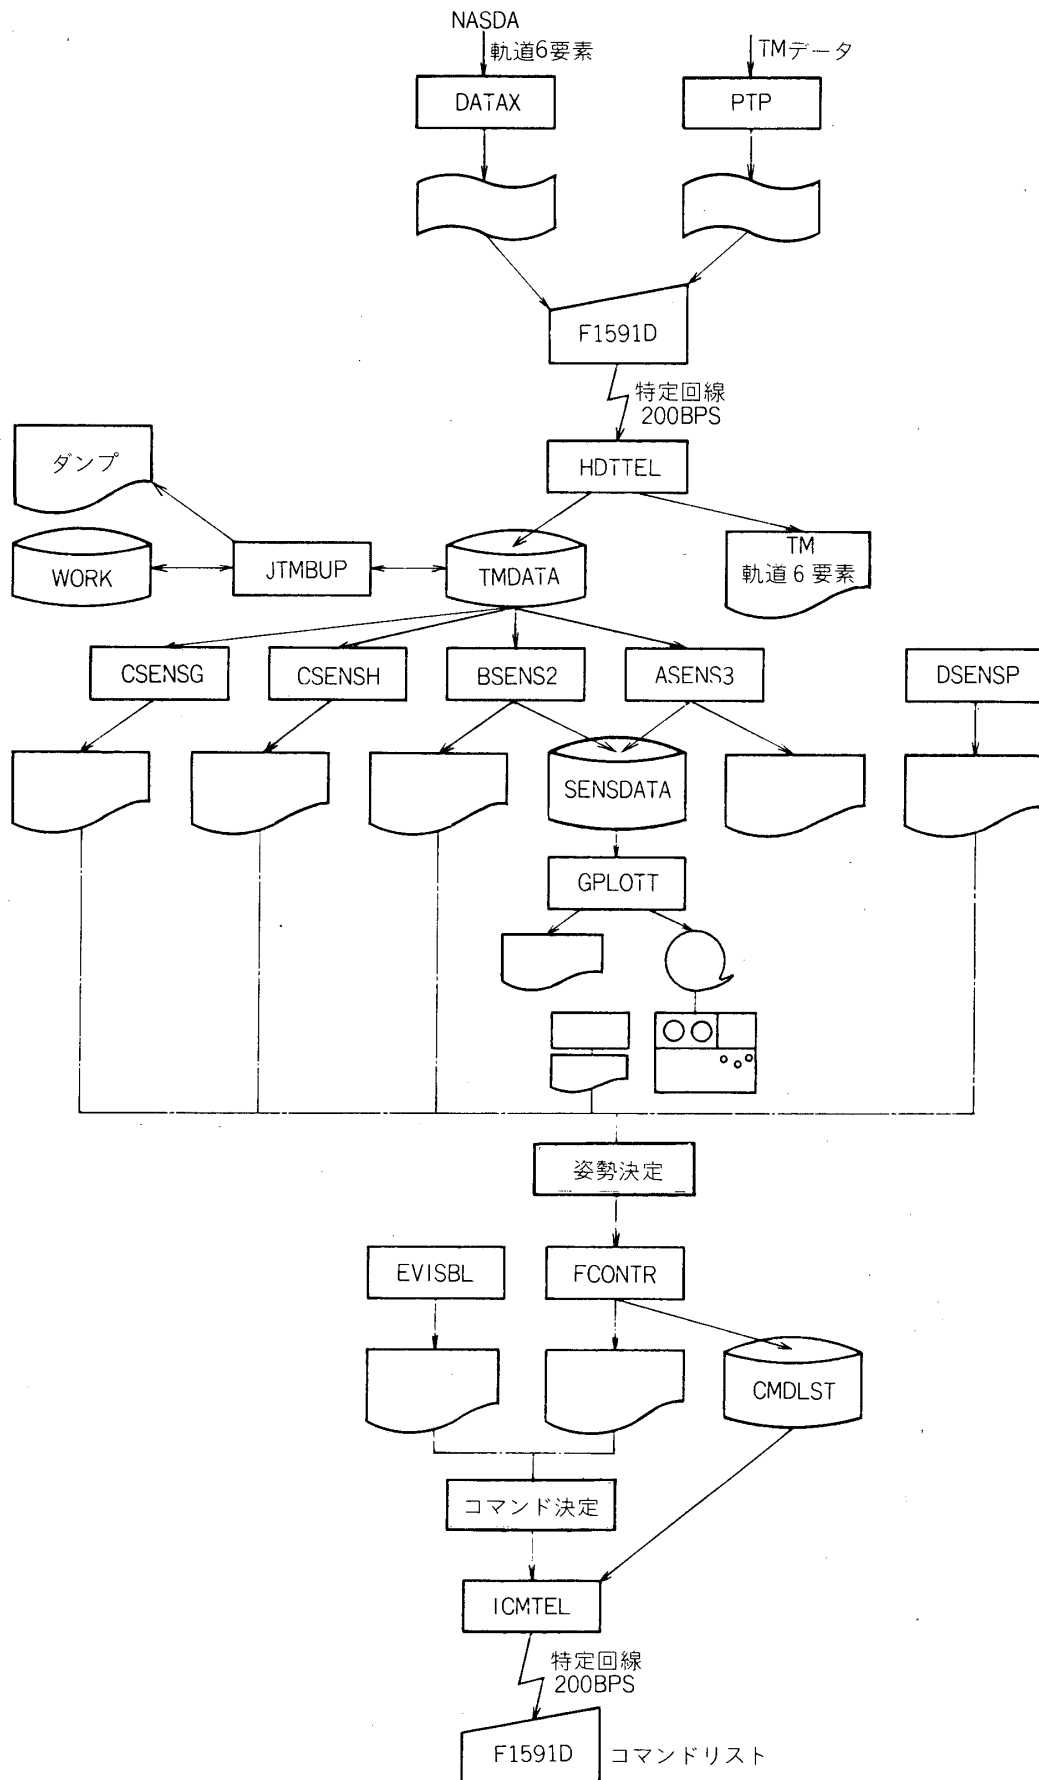 NASDA
軌道6要素
TMデータ
DATAX
PTP
F1591D
特定回線
200BPS
HDTTEL
ダンプ
WORK
JTMBUP
TMDATA
TM
軌道6要素
CSENSG
CSENSH
BSENS2
ASENS3
DSENSP
SENSDATA
GPLOTT
姿勢決定
EVISBL
FCONTR
CMDLST
コマンド決定
ICMTEL
特定回線
200BPS
F1591D
コマンドリスト